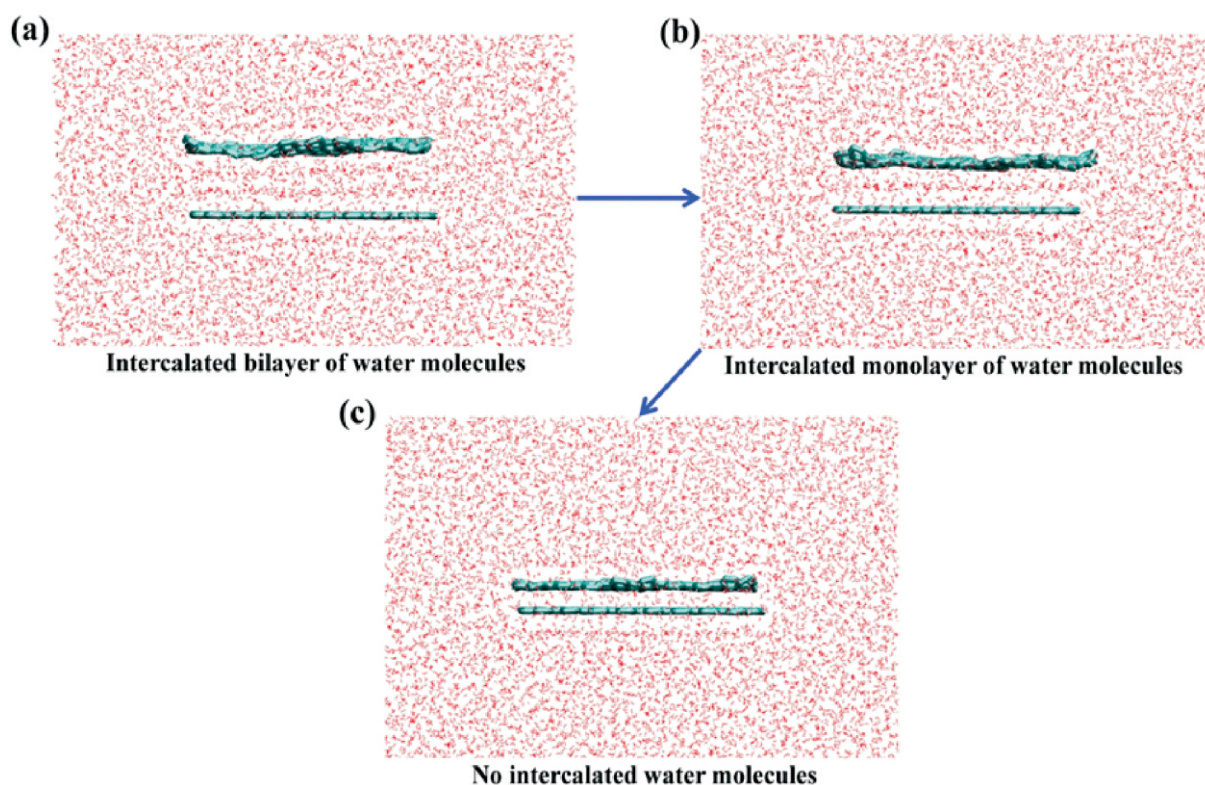 (a)
(b)
Intercalated bilayer of water molecules
Intercalated monolayer of water molecules
(c)
No intercalated water molecules